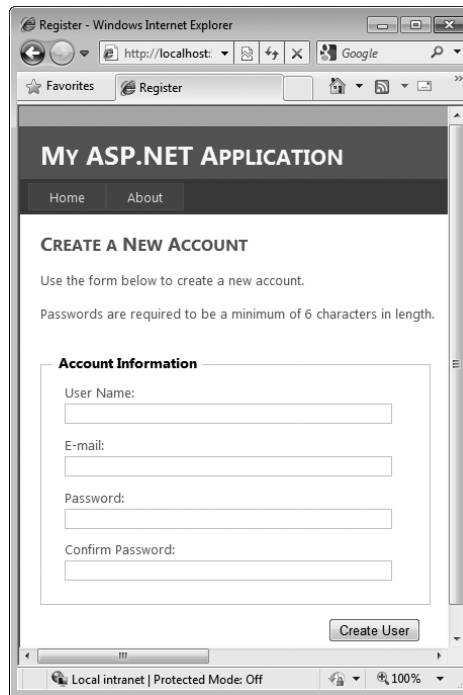 Register - Windows Internet Explorer
http://localhost:
Google
Favorites
Register
MY ASP.NET APPLICATION
Home
About
CREATE A NEW ACCOUNT
Use the form below to create a new account.
Passwords are required to be a minimum of 6 characters in length.
Account Information
User Name:
E-mail:
Password:
Confirm Password:
Create User
Local intranet | Protected Mode: Off
100%